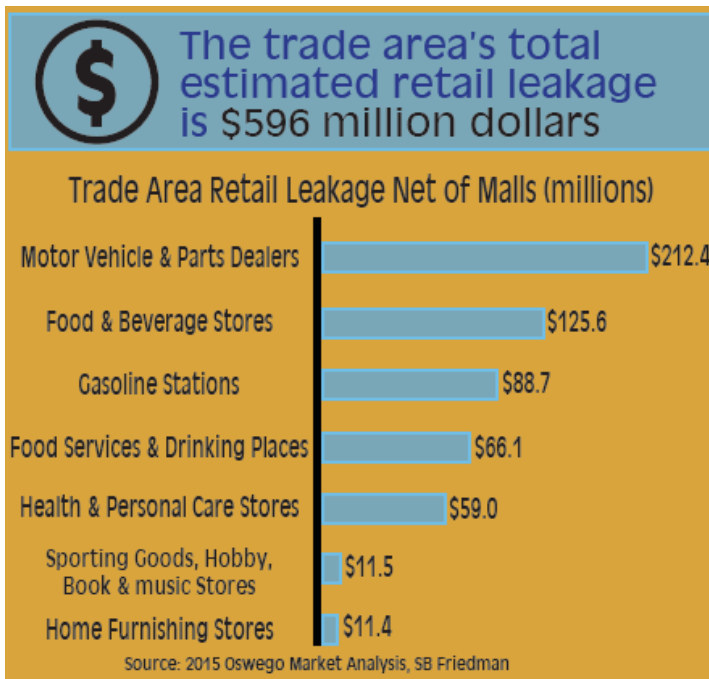 $
The trade area's total
estimated retail leakage
is $596 million dollars
Trade Area Retail Leakage Net of Malls (millions)
Motor Vehicle & Parts Dealers $212.4
Food & Beverage Stores $125.6
Gasoline Stations $88.7
Food Services & Drinking Places $66.1
Health & Personal Care Stores $59.0
Sporting Goods, Hobby,
Book & music Stores $11.5
Home Furnishing Stores $11.4
Source: 2015 Oswego Market Analysis, SB Friedman